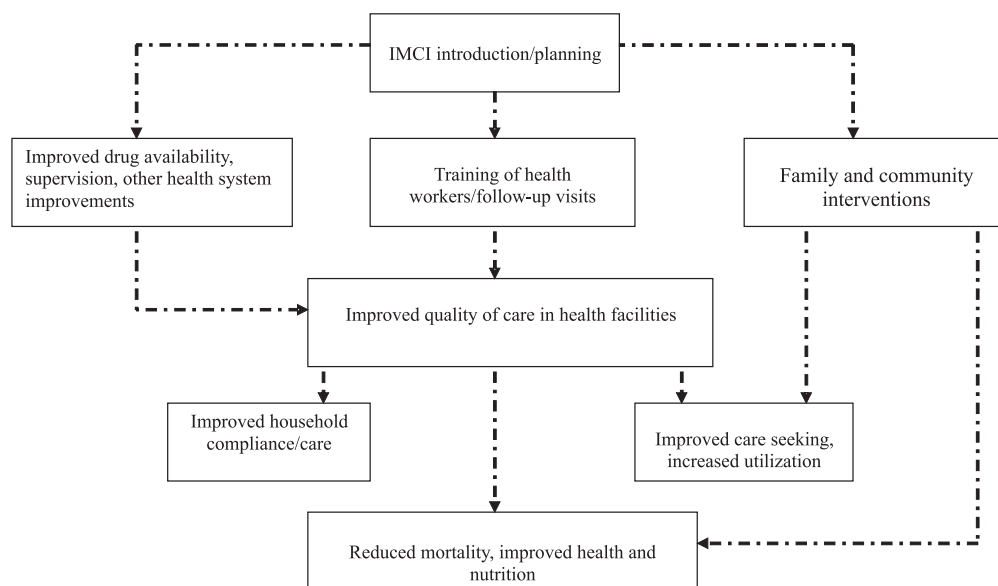 IMCI introduction/planning
Improved drug availability,
supervision, other health system
improvements
Training of health
workers/follow-up visits
Family and community
interventions
Improved quality of care in health facilities
Improved household
compliance/care
Improved care seeking,
increased utilization
Reduced mortality, improved health and
nutrition